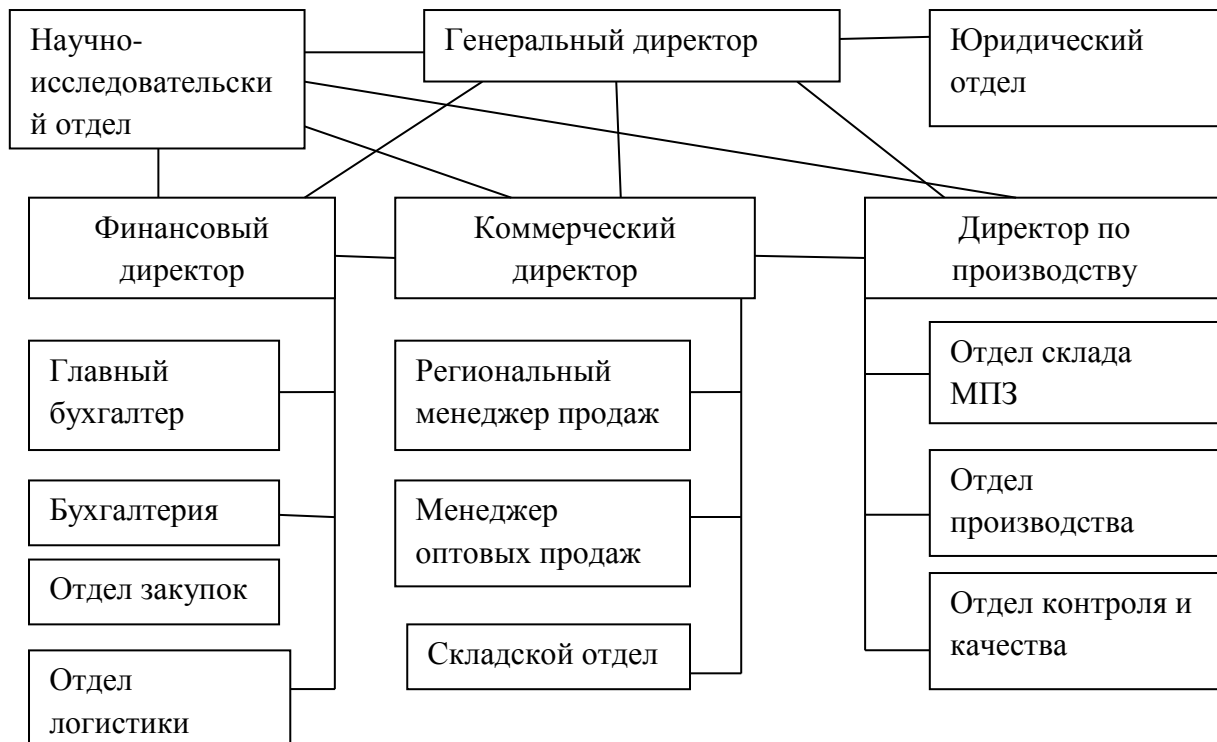 Научно-
исследовательски
й отдел
Генеральный директор
Юридический
отдел
Финансовый
директор
Коммерческий
директор
Директор по
производству
Главный
бухгалтер
Региональный
менеджер продаж
Отдел склада
МПЗ
Бухгалтерия
Менеджер
оптовых продаж
Отдел
производства
Отдел закупок
Складской отдел
Отдел контроля и
качества
Отдел
логистики